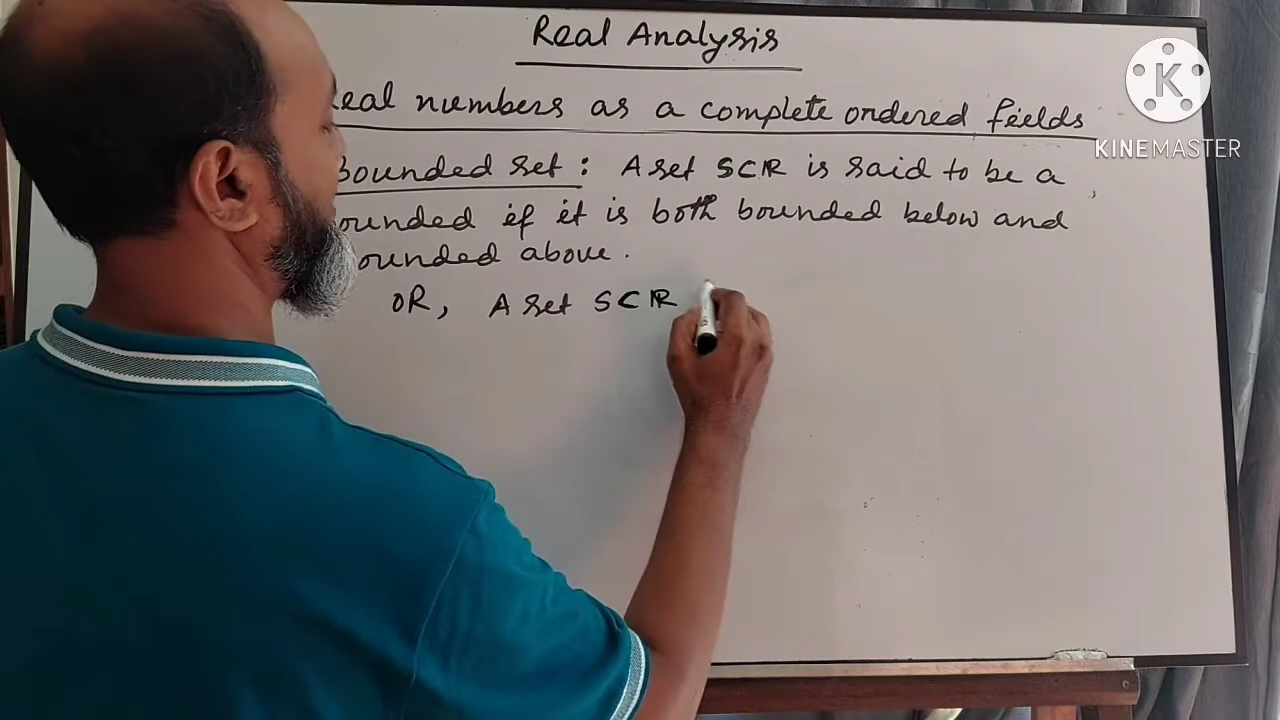 Real Analysis
eal numbers as a complete ordered fields
Bounded set : A set S⊂ℝ is said to be a
ounded if it is both bounded below and
ounded above.
OR, A set S⊂ℝ
K
KINEMASTER